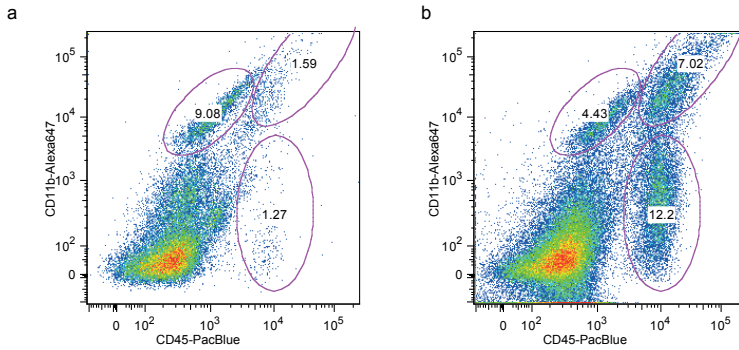 a
10⁵
10⁴
10³
10²
0
CD11b-Alexa647
1.59
9.08
1.27
0 10² 10³ 10⁴ 10⁵
CD45-PacBlue
b
10⁵
10⁴
10³
10²
0
CD11b-Alexa647
7.02
4.43
12.2
0 10² 10³ 10⁴ 10⁵
CD45-PacBlue